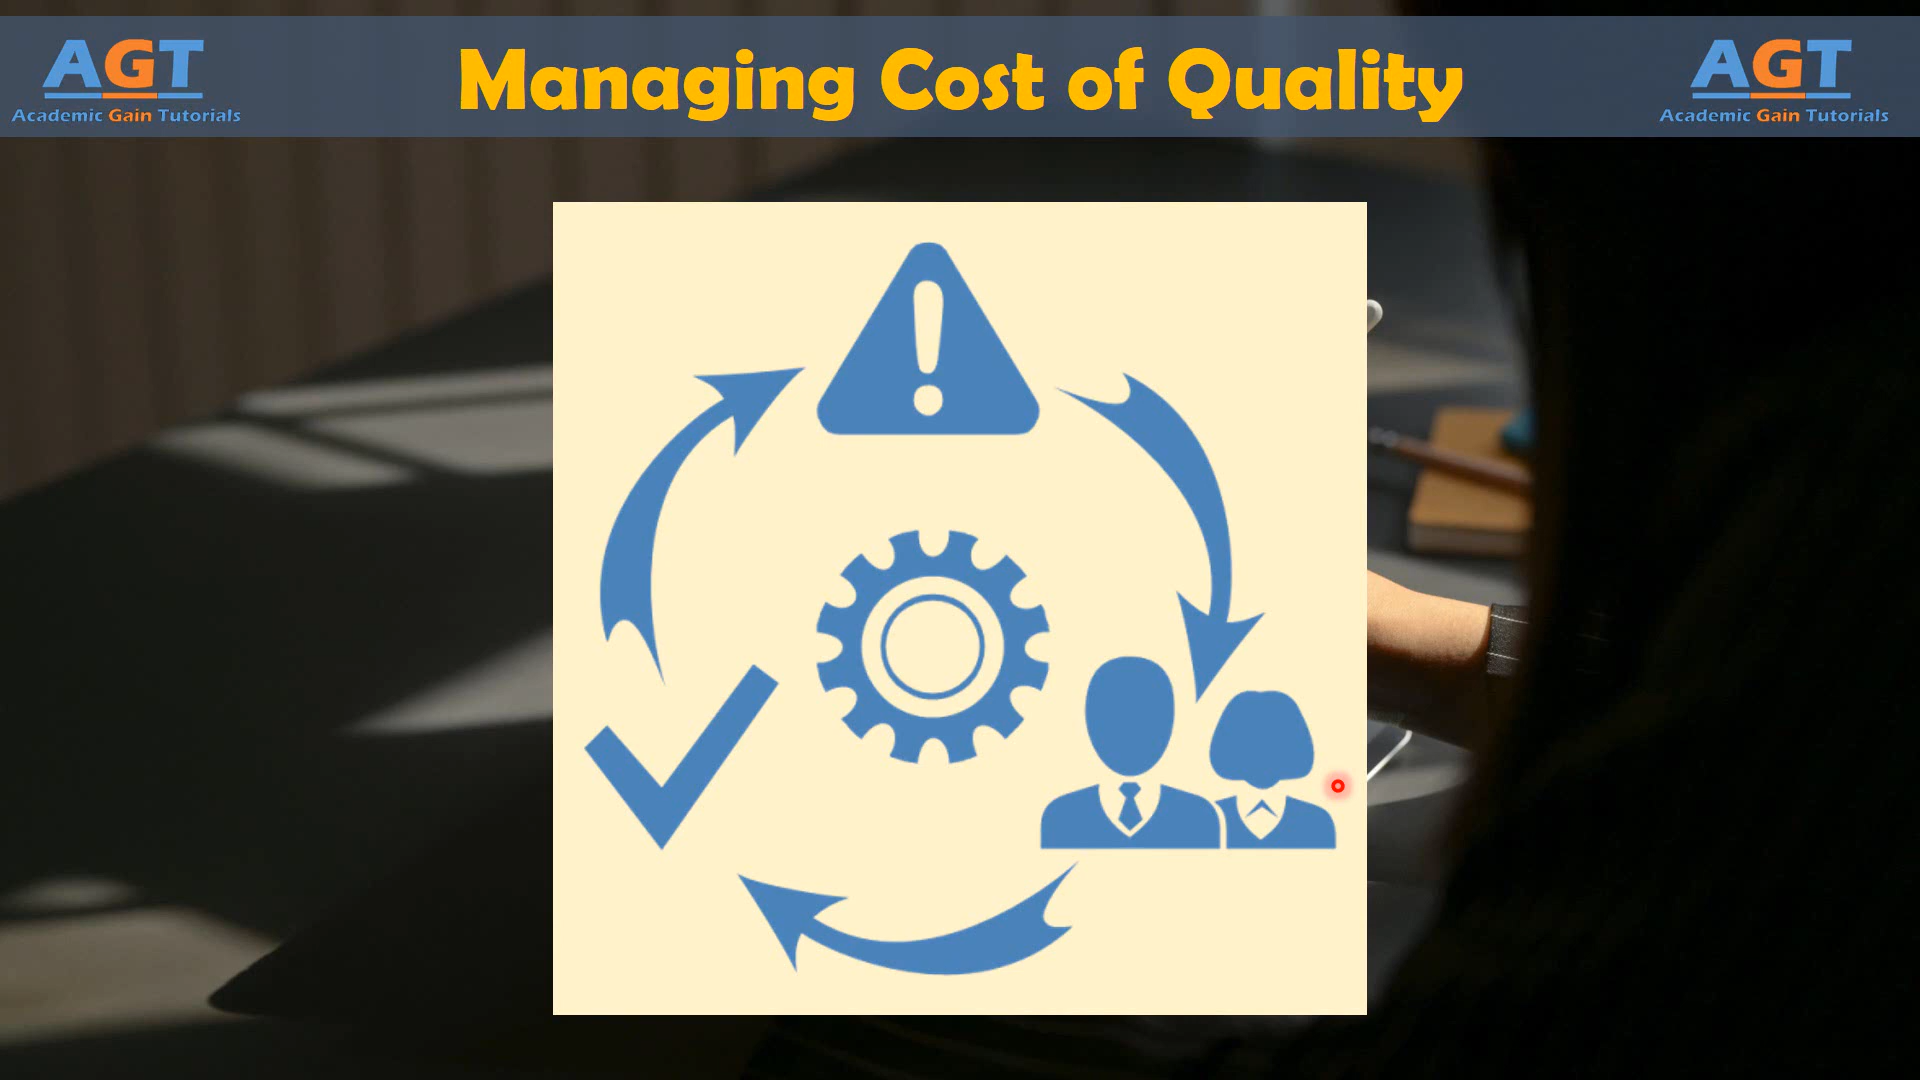 AGT
Academic Gain Tutorials
Managing Cost of Quality
AGT
Academic Gain Tutorials